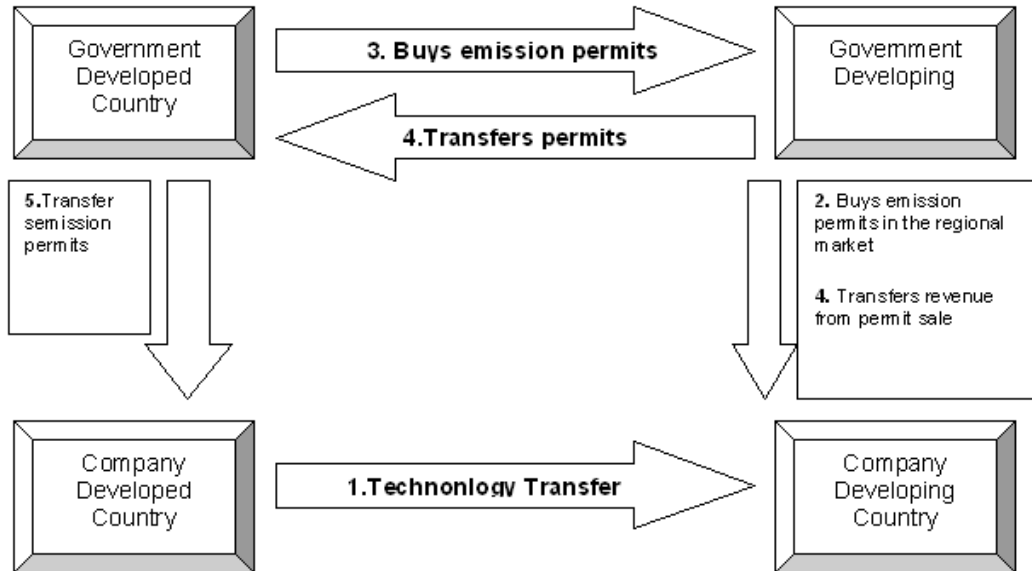 Government
Developed
Country
3. Buys emission permits
Government
Developing
4.Transfers permits
5.Transfer
semission
permits
2. Buys emission
permits in the regional
market
4. Transfers revenue
from permit sale
Company
Developed
Country
1.Technonlogy Transfer
Company
Developing
Country